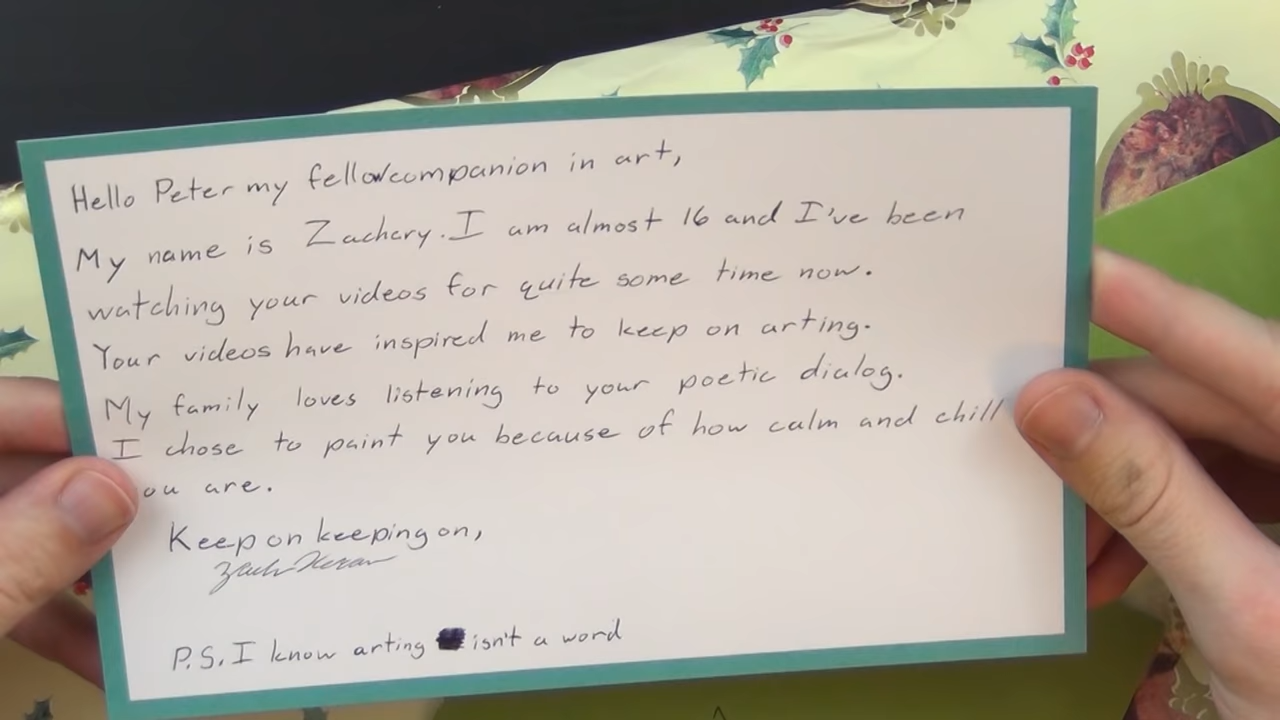 Hello Peter my fellow companion in art,
My name is Zachery. I am almost 16 and I've been
watching your videos for quite some time now.
Your videos have inspired me to keep on arting.
My family loves listening to your poetic dialog.
I chose to paint you because of how calm and chill
ou are.
Keep on keeping on,
P.S. I know arting isn't a word